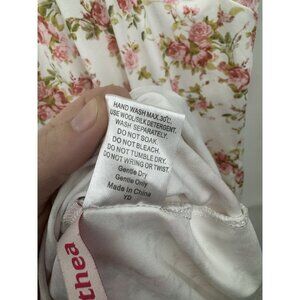 HAND WASH MAX 30°C.
USE WOOL/SILK DETERGENT.
WASH SEPARATELY.
DO NOT SOAK.
DO NOT BLEACH.
DO NOT TUMBLE DRY.
DO NOT WRING OR TWIST.
Gentle Dry
Gentle Only
Made In China
YD
thea